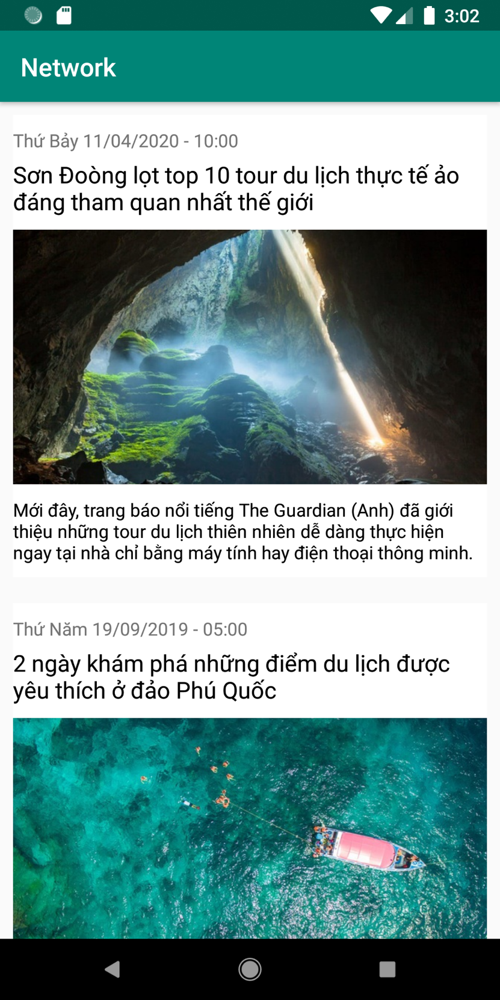 3:02
Network
Thứ Bảy 11/04/2020 - 10:00
Sơn Đoòng lọt top 10 tour du lịch thực tế ảo
đáng tham quan nhất thế giới
Mới đây, trang báo nổi tiếng The Guardian (Anh) đã giới
thiệu những tour du lịch thiên nhiên dễ dàng thực hiện
ngay tại nhà chỉ bằng máy tính hay điện thoại thông minh.
Thứ Năm 19/09/2019 - 05:00
2 ngày khám phá những điểm du lịch được
yêu thích ở đảo Phú Quốc